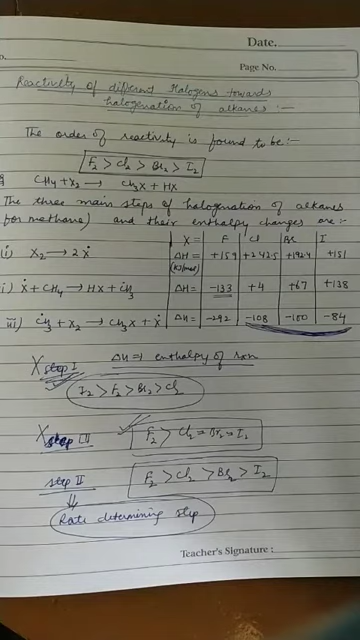 Date.
Page No.
Reactivity of different Halogens towards
halogenation of alkanes :-
The order of reactivity is found to be:-
F₂ > Cl₂ > Br₂ > I₂
CH₄ + X₂ → CH₃X + HX
The three main steps of halogenation of alkanes
(for methane) and their enthalpy changes are:-
X = F Cl Br I
(i) X₂ → 2Ẋ ΔH = (KJ/mol) +159 +242.5 +192.4 +151
i) Ẋ + CH₄ → HX + ĊH₃ ΔH = -133 +4 +67 +138
iii) ĊH₃ + X₂ → CH₃X + Ẋ ΔH = -292 -108 -100 -84
X step I ΔH =) enthalpy of rxn
I₂ > F₂ > Br₂ > Cl₂
X step III F₂ > Cl₂ = Br₂ = I₂
step II F₂ > Cl₂ > Br₂ > I₂
⇓
Rate determining step
Teacher's Signature :